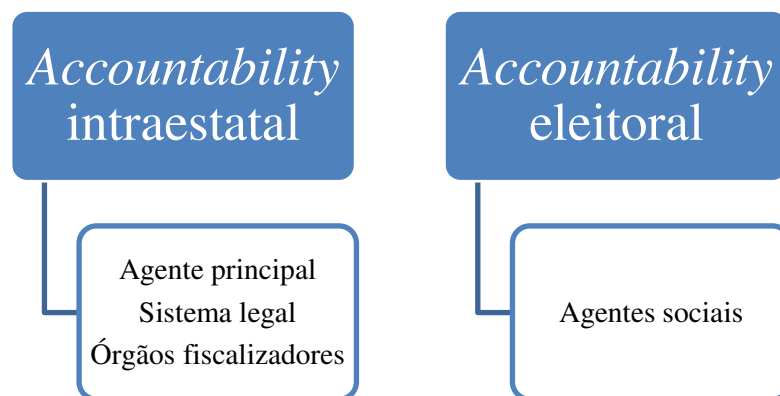 Accountability
intraestatal
Agente principal
Sistema legal
Órgãos fiscalizadores
Accountability
eleitoral
Agentes sociais